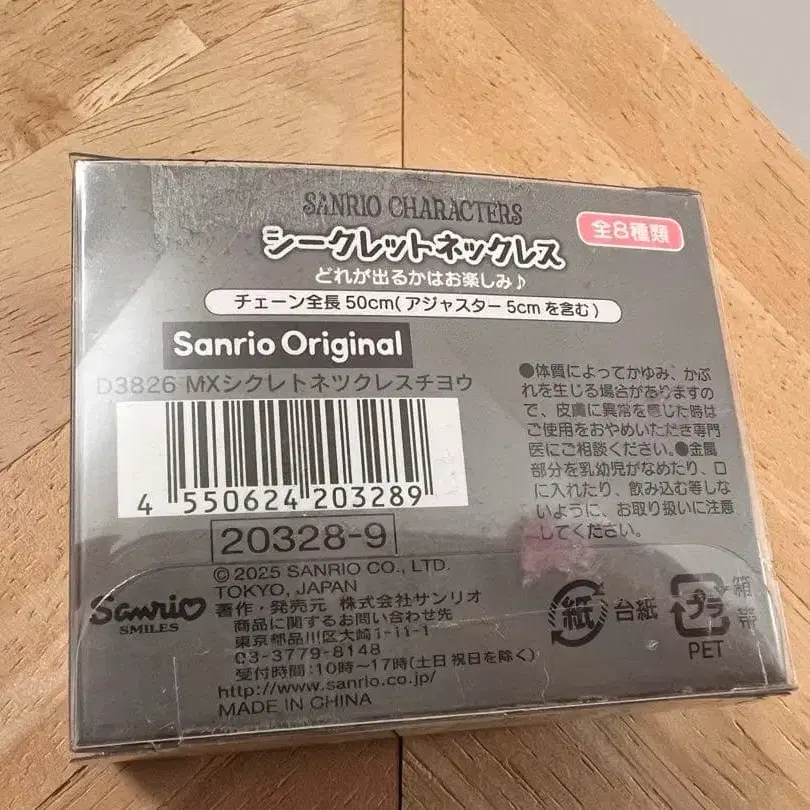 SANRIO CHARACTERS
シークレットネックレス
全8種類
どれが出るかはお楽しみ♪
チェーン全長50cm(アジャスター5cmを含む)
Sanrio Original
D3826 MXシクレトネツクレスチヨウ
4 550624 203289
20328-9
●体質によってかゆみ、かぶ
れを生じる場合がありますの
で、皮膚に異常を感じた時は
ご使用をおやめいただき専門
医にご相談ください。●金属
部分を乳幼児がなめたり、口
に入れたり、飲み込む等しな
いように、お取り扱いに注意
してください。
© 2025 SANRIO CO., LTD.
TOKYO, JAPAN
Sanrio
SMILES
著作・発売元 株式会社サンリオ
商品に関するお問い合わせ先
東京都品川区大崎1-11-1
03-3779-8148
受付時間:10時〜17時(土日祝日を除く)
http://www.sanrio.co.jp/
MADE IN CHINA
紙
台紙
プラ
箱
帯
PET